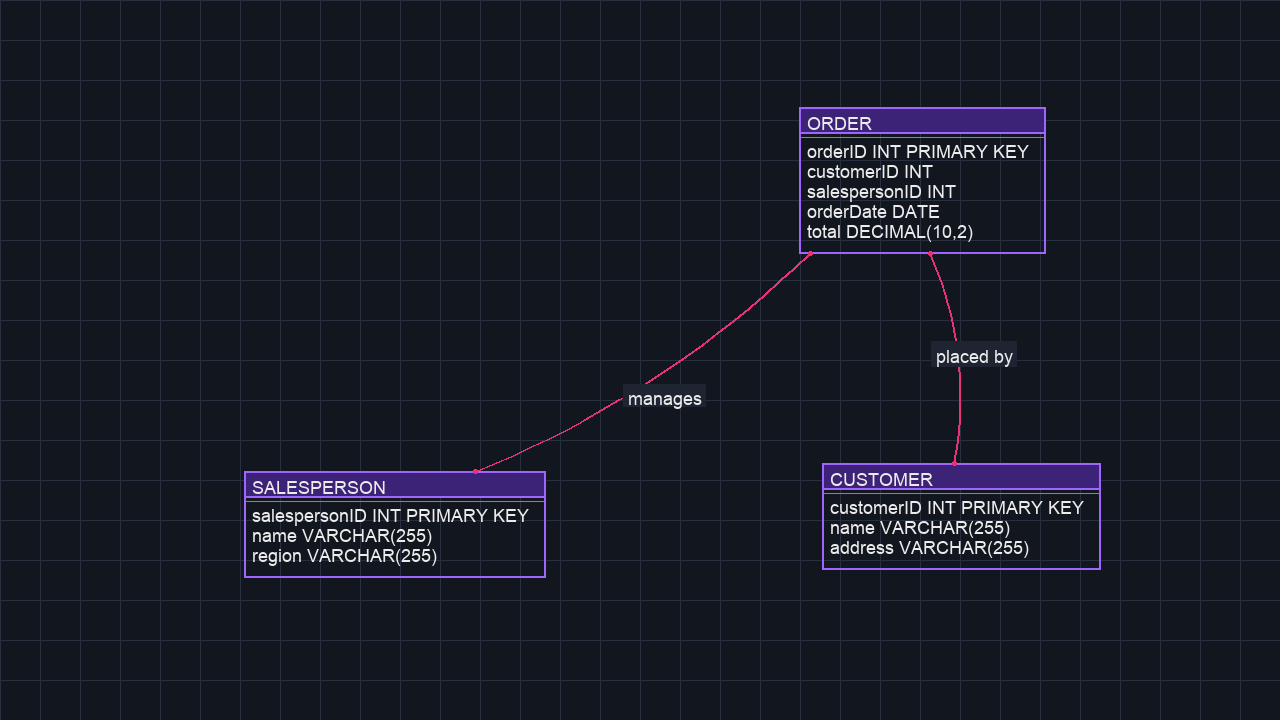 ORDER
orderID INT PRIMARY KEY
customerID INT
salespersonID INT
orderDate DATE
total DECIMAL(10,2)
placed by
manages
SALESPERSON
salespersonID INT PRIMARY KEY
name VARCHAR(255)
region VARCHAR(255)
CUSTOMER
customerID INT PRIMARY KEY
name VARCHAR(255)
address VARCHAR(255)